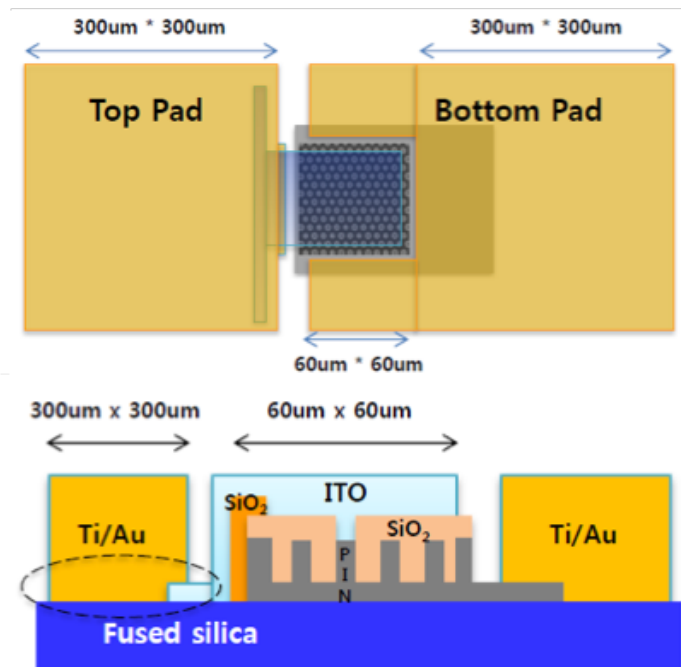 300um * 300um
300um * 300um
Top Pad
Bottom Pad
60um * 60um
300um x 300um
60um x 60um
ITO
SiO₂
SiO₂
Ti/Au
Ti/Au
P
I
N
Fused silica